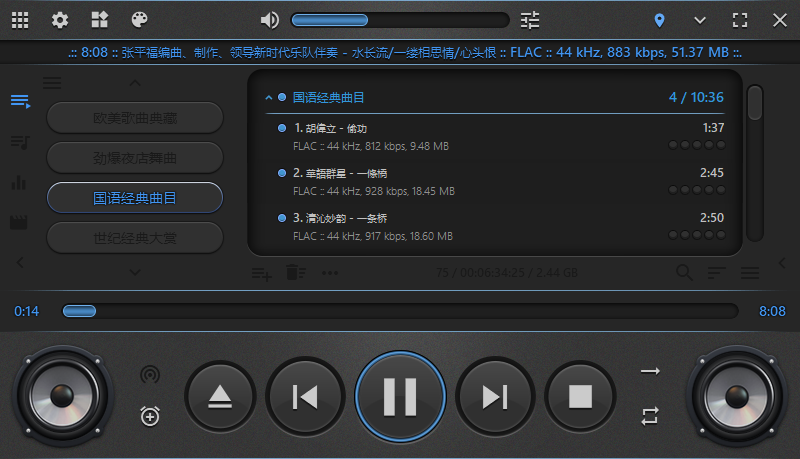 .:: 8:08 :: 张平福编曲、制作、领导新时代乐队伴奏 - 水长流/一缕相思情/心头恨 :: FLAC :: 44 kHz, 883 kbps, 51.37 MB ::.
欧美歌曲典藏
劲爆夜店舞曲
国语经典曲目
世纪经典大赏
国语经典曲目 4 / 10:36
1. 胡偉立 - 偷功 1:37
FLAC :: 44 kHz, 812 kbps, 9.48 MB
2. 華語群星 - 一條橋 2:45
FLAC :: 44 kHz, 928 kbps, 18.45 MB
3. 清沁妙韵 - 一条桥 2:50
FLAC :: 44 kHz, 917 kbps, 18.60 MB
75 / 00:06:34:25 / 2.44 GB
0:14 8:08